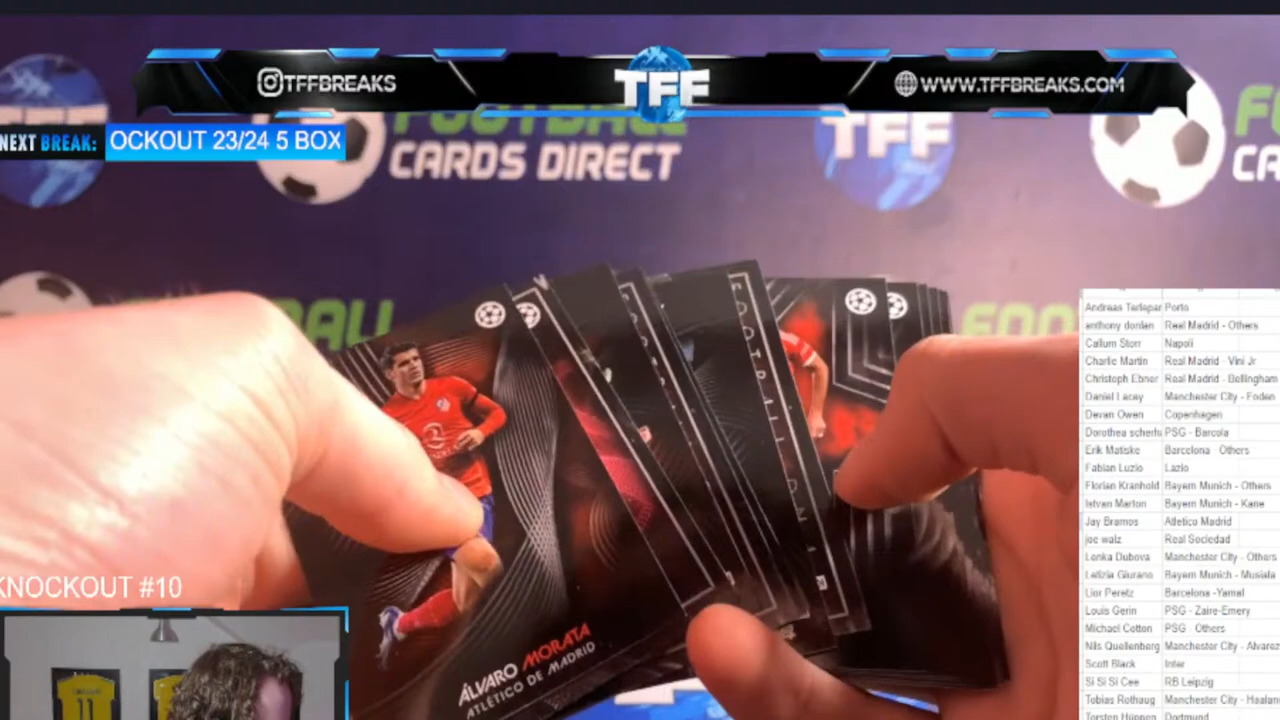 TFFBREAKS
TFF
WWW.TFFBREAKS.COM
NEXT BREAK:
OCKOUT 23/24 5 BOX
FOOTBALL
CARDS DIRECT
TFF
CA
ÁLVARO MORATA
ATLÉTICO DE MADRID
KNOCKOUT #10
11
Andreas Terlepar Porto
anthony donlan Real Madrid - Others
Callum Storr Napoli
Charlie Martin Real Madrid - Vini Jr
Christoph Ebner Real Madrid - Bellingham
Daniel Lacey Manchester City - Foden
Devan Owen Copenhagen
Dorothea scherh PSG - Barcola
Erik Matiske Barcelona - Others
Fabian Luzio Lazio
Florian Kranhold Bayern Munich - Others
Istvan Marton Bayern Munich - Kane
Jay Bramos Atletico Madrid
joe walz Real Sociedad
Lenka Dubova Manchester City - Others
Letizia Giurano Bayern Munich - Musiala
Lior Peretz Barcelona -Yamal
Louis Gerin PSG - Zaire-Emery
Michael Cotton PSG - Others
Nils Quellenberg Manchester City - Alvarez
Scott Black Inter
Si Si Si Cee RB Leipzig
Tobias Rothaug Manchester City - Haalan
Torsten Hüppen Dortmund